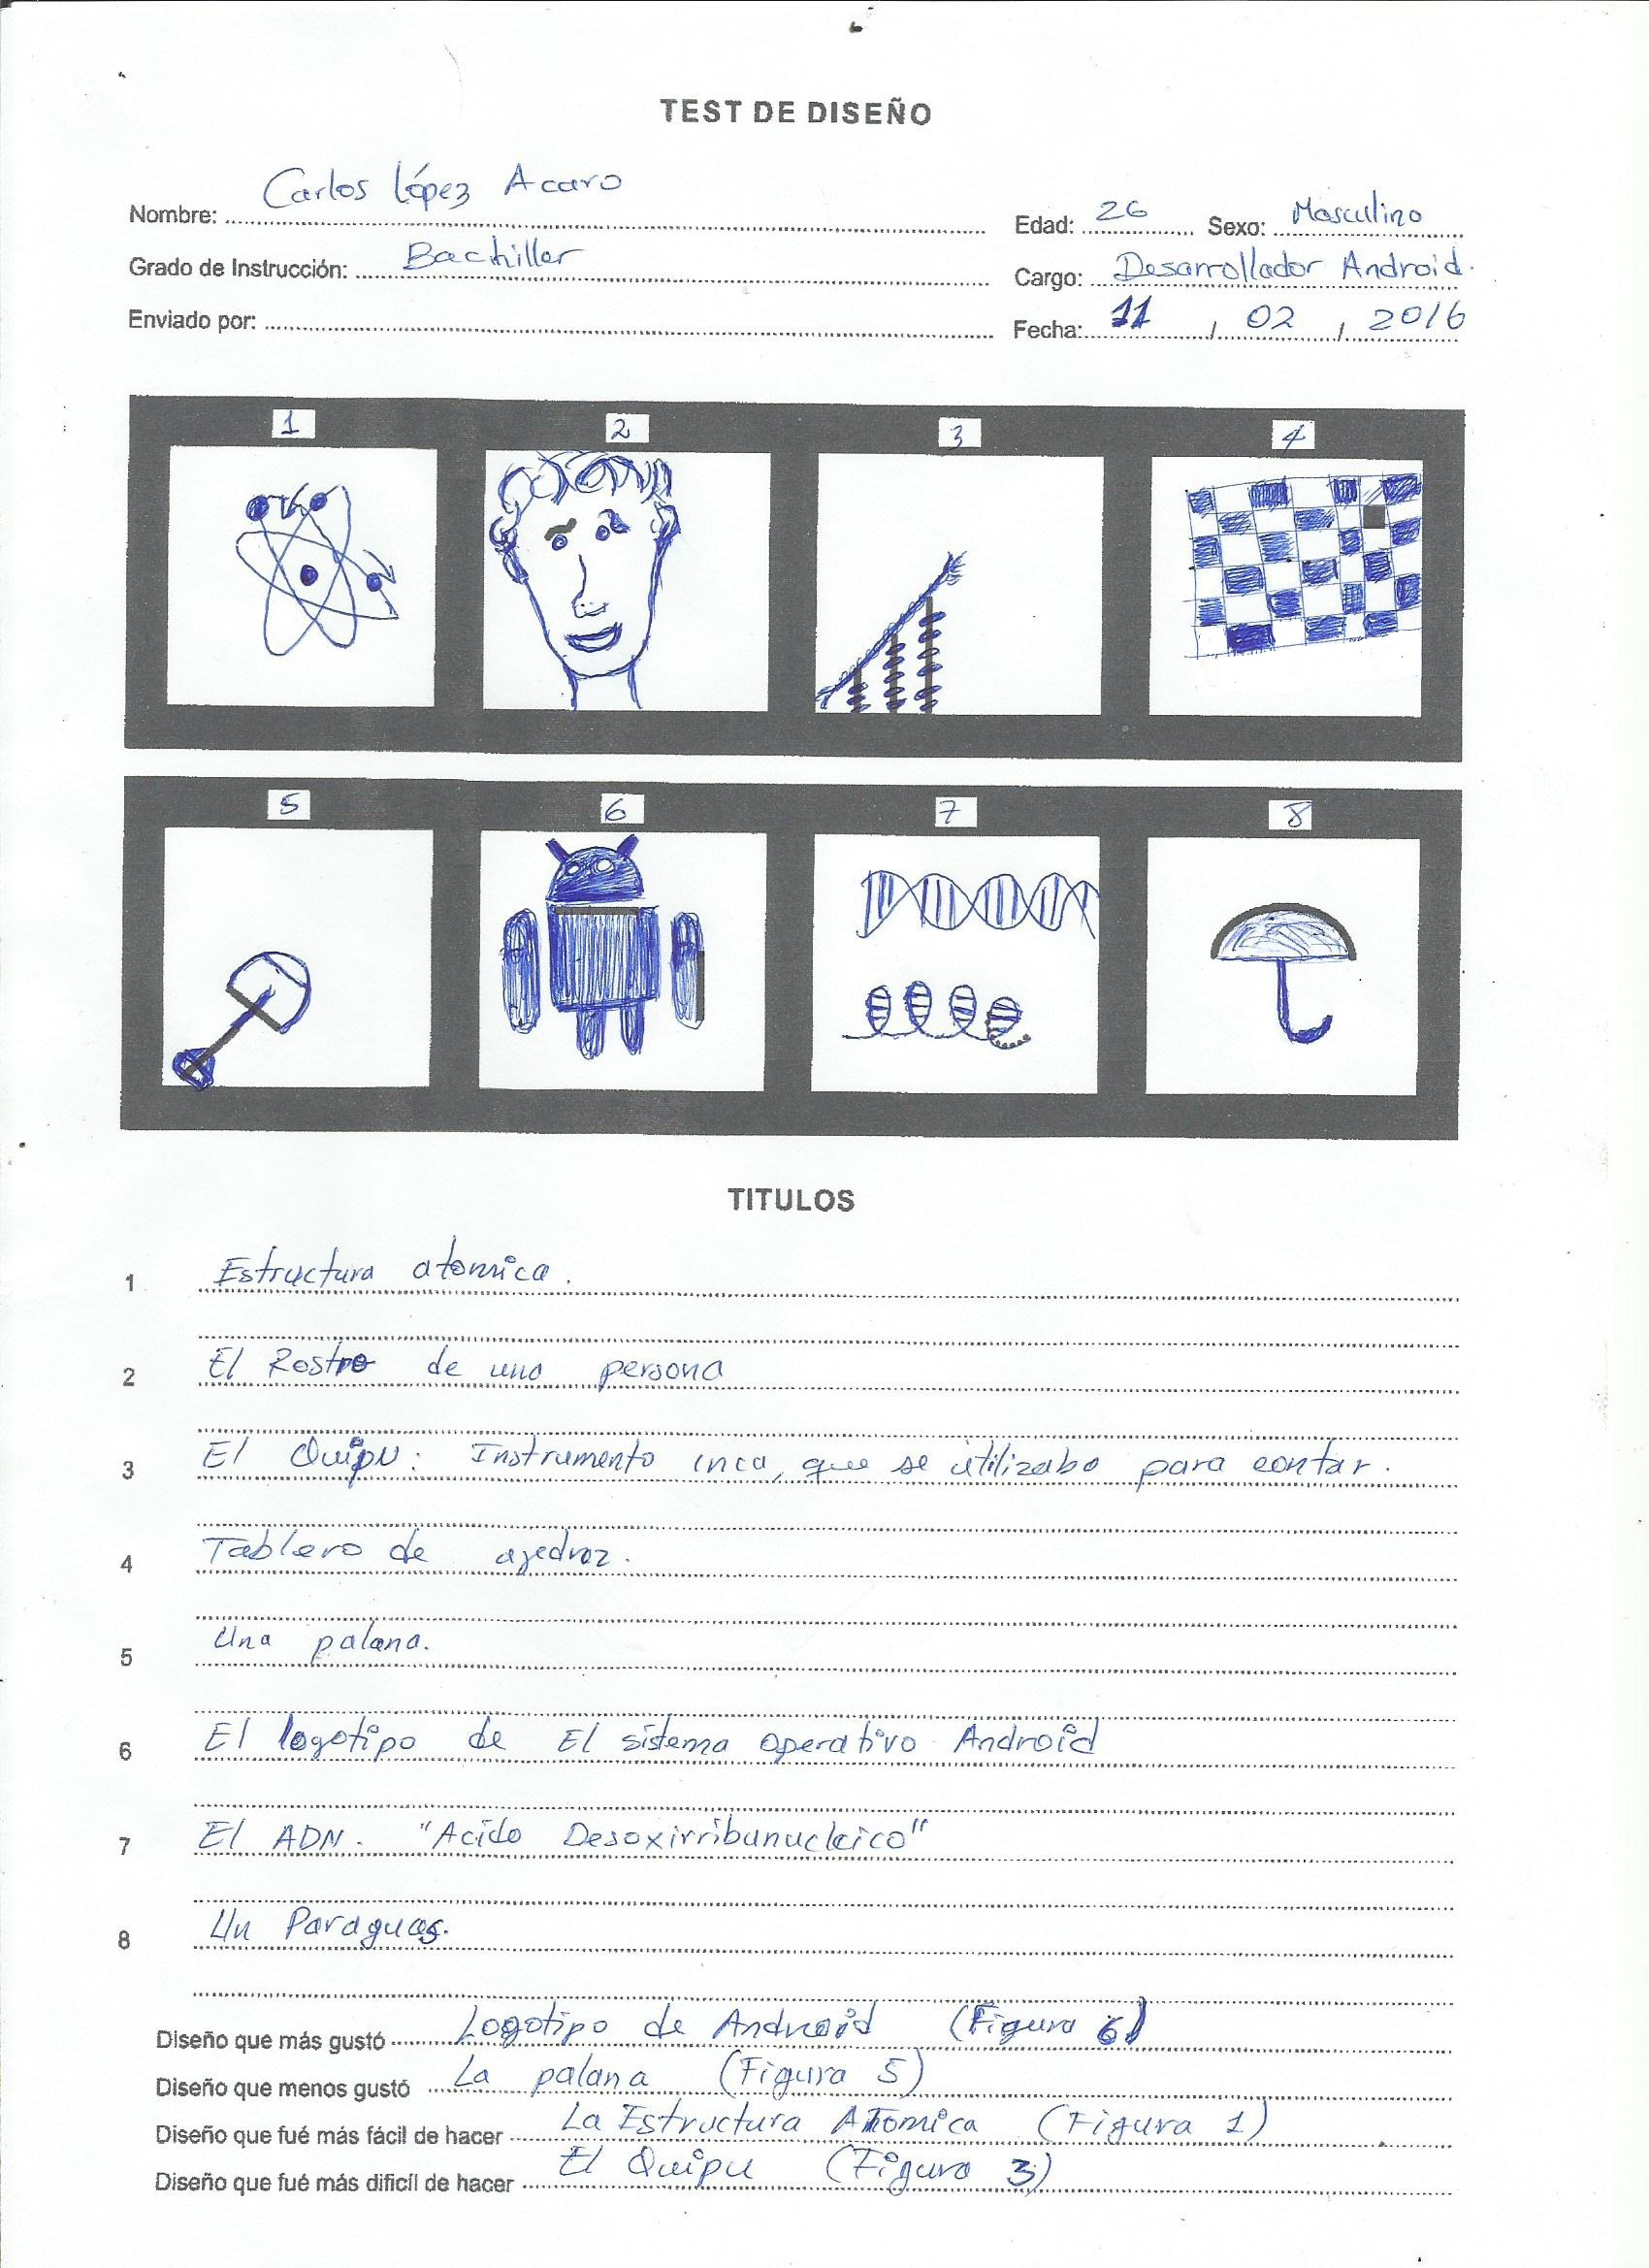 TEST DE DISEÑO
Nombre: Carlos López Acaro Edad: 26 Sexo: Masculino
Grado de Instrucción: Bachiller Cargo: Desarrollador Android.
Enviado por: Fecha: 11 / 02 / 2016
1 2 3 4
5 6 7 8
TITULOS
1 Estructura atomica.
2 El Rostro de una persona
3 El Quipu: Instrumento inca, que se utilizaba para contar.
4 Tablero de ajedrez.
5 Una palana.
6 El logotipo de El sistema operativo Android
7 El ADN. "Acido Desoxirribunucleico"
8 Un Paraguas.
Diseño que más gustó Logotipo de Android (Figura 6)
Diseño que menos gustó La palana (Figura 5)
Diseño que fué más fácil de hacer La Estructura Atomica (Figura 1)
Diseño que fué más dificil de hacer El Quipu (Figura 3)